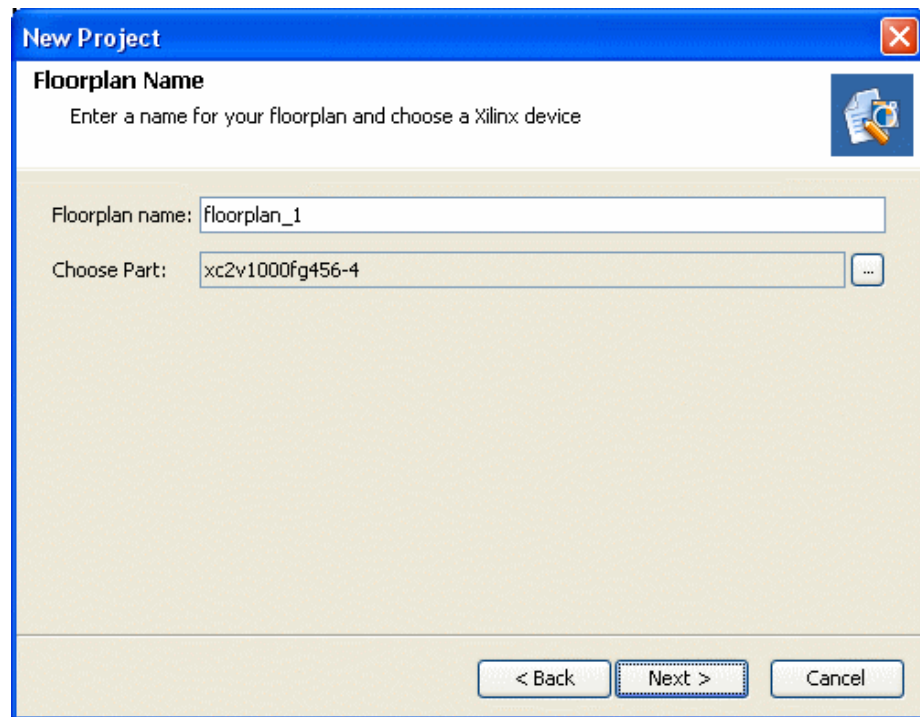 New Project
Floorplan Name
Enter a name for your floorplan and choose a Xilinx device
Floorplan name: floorplan_1
Choose Part: xc2v1000fg456-4 ...
< Back Next > Cancel